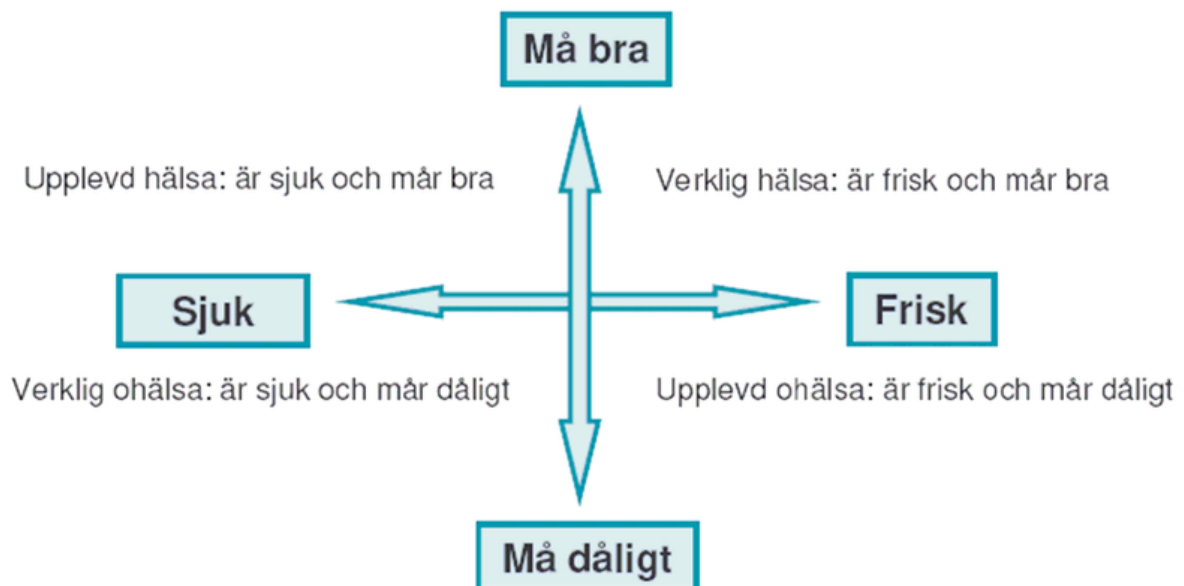 Må bra
Upplevd hälsa: är sjuk och mår bra
Verklig hälsa: är frisk och mår bra
Sjuk
Frisk
Verklig ohälsa: är sjuk och mår dåligt
Upplevd ohälsa: är frisk och mår dåligt
Må dåligt